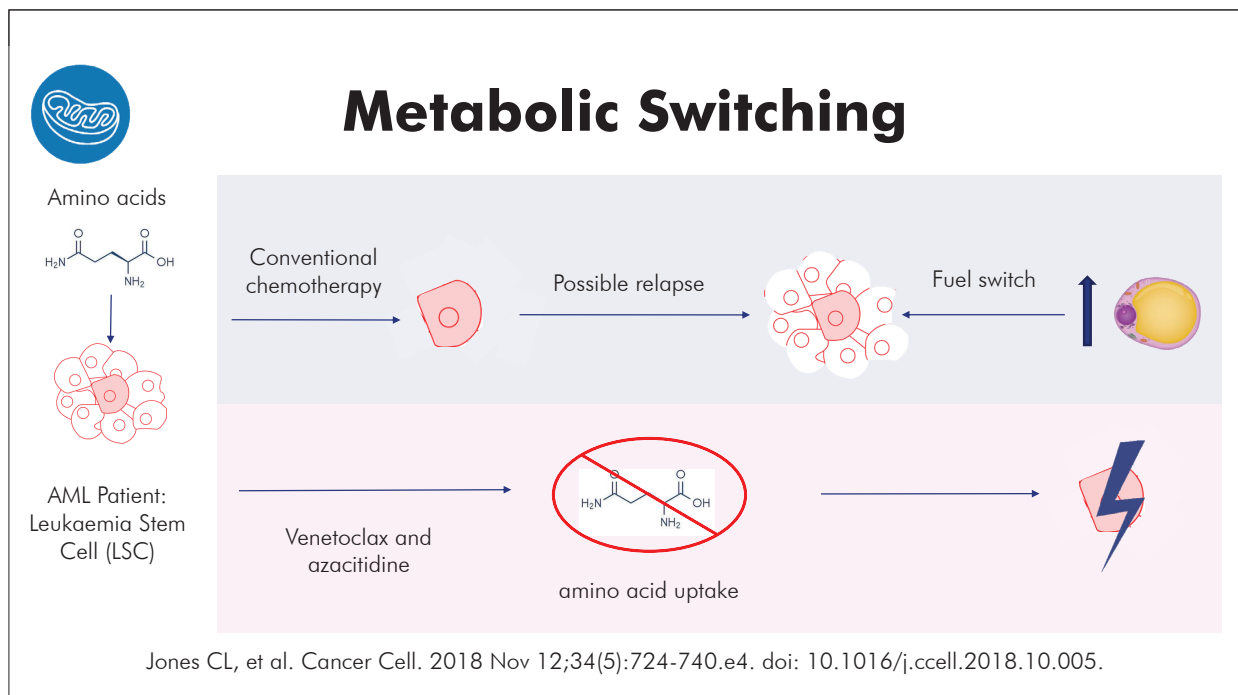 Metabolic Switching
Amino acids
O
O
H₂N
OH
NH₂
AML Patient:
Leukaemia Stem
Cell (LSC)
Conventional
chemotherapy
Possible relapse
Fuel switch
Venetoclax and
azacitidine
O
O
H₂N
OH
NH₂
amino acid uptake
Jones CL, et al. Cancer Cell. 2018 Nov 12;34(5):724-740.e4. doi: 10.1016/j.ccell.2018.10.005.